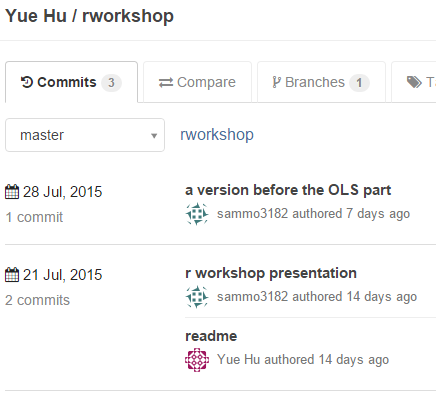 Yue Hu / rworkshop
Commits 3 Compare Branches 1
master rworkshop
28 Jul, 2015
1 commit
a version before the OLS part
sammo3182 authored 7 days ago
21 Jul, 2015
2 commits
r workshop presentation
sammo3182 authored 14 days ago
readme
Yue Hu authored 14 days ago